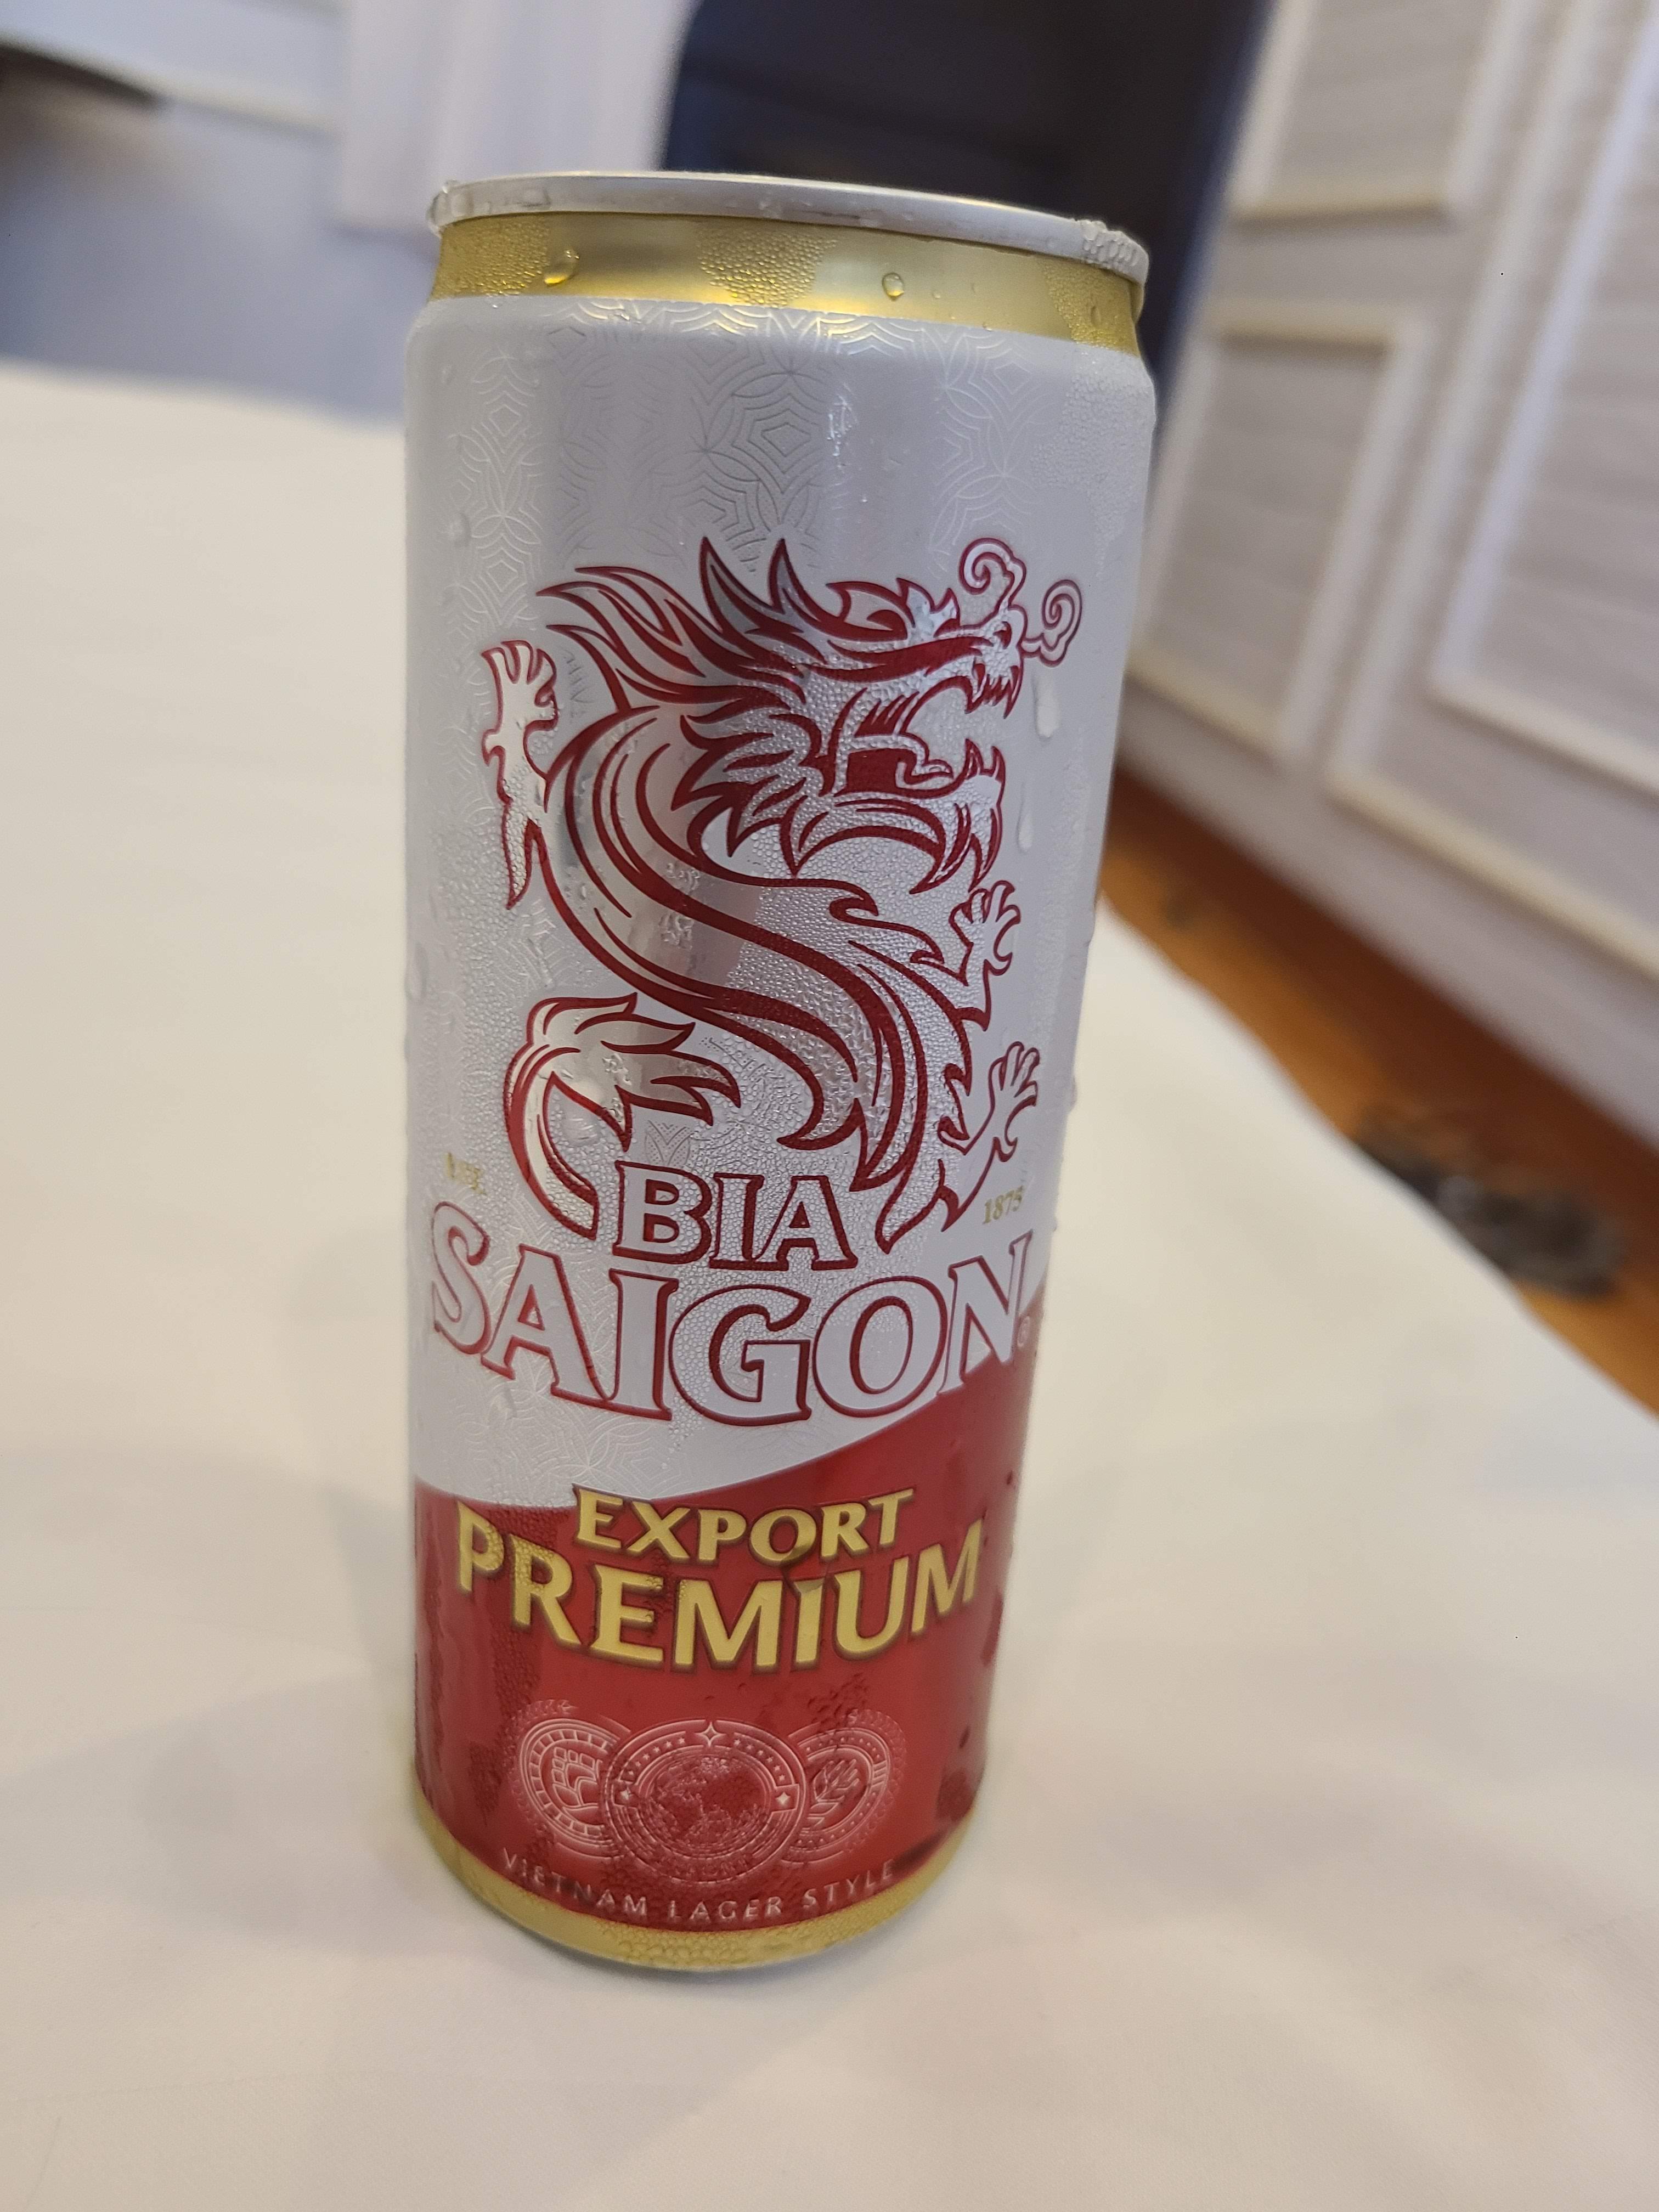 BIA
1875
SAIGON
EXPORT
PREMIUM
VIETNAM LAGER STYLE